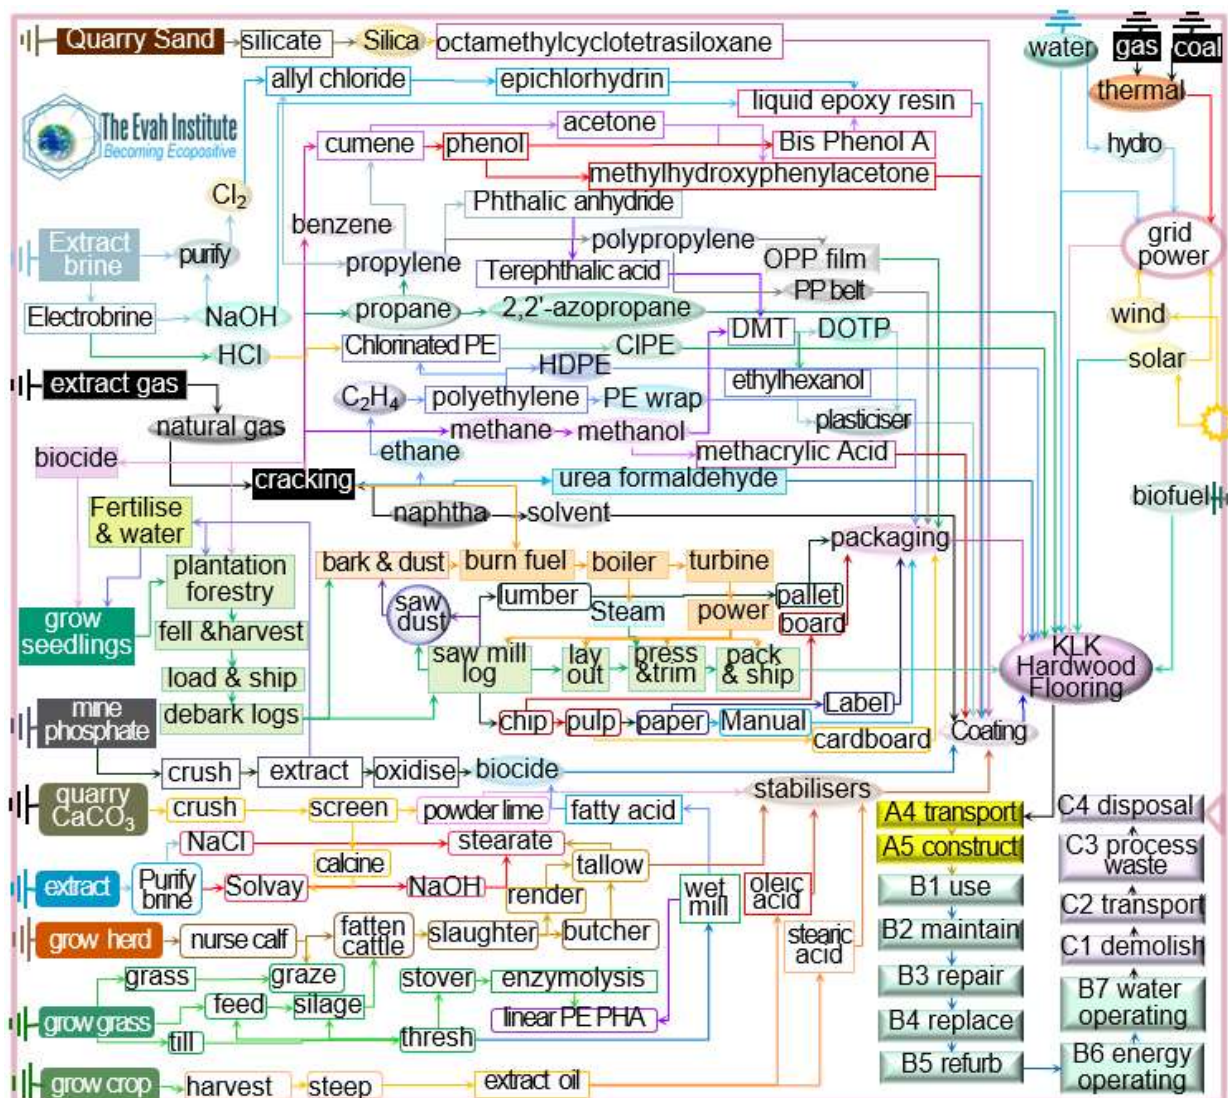 Quarry Sand
silicate
Silica
octamethylcyclotetrasiloxane
water
gas
coal
allyl chloride
epichlorhydrin
thermal
liquid epoxy resin
The Evah Institute
Becoming Ecopositive
acetone
cumene
phenol
Bis Phenol A
hydro
methylhydroxyphenylacetone
Cl₂
Phthalic anhydride
benzene
Extract
brine
purify
propylene
polypropylene
OPP film
grid
power
Terephthalic acid
PP belt
Electrobrine
NaOH
propane
2,2'-azopropane
DMT
DOTP
wind
HCl
Chlorinated PE
ClPE
HDPE
solar
extract gas
ethylhexanol
C₂H₄
polyethylene
PE wrap
plasticiser
natural gas
methane
methanol
biocide
ethane
methacrylic Acid
cracking
urea formaldehyde
biofuel
Fertilise
& water
naphtha
solvent
packaging
plantation
forestry
bark & dust
burn fuel
boiler
turbine
saw
dust
lumber
Steam
power
pallet
board
grow
seedlings
fell &harvest
saw mill
log
lay
out
press
&trim
pack
& ship
KLK
Hardwood
Flooring
load & ship
mine
phosphate
debark logs
chip
pulp
paper
Manual
Label
cardboard
Coating
crush
extract
oxidise
biocide
quarry
CaCO₃
crush
screen
powder lime
fatty acid
stabilisers
A4 transport
C4 disposal
NaCl
stearate
A5 construct
C3 process
waste
calcine
tallow
extract
Purify
brine
Solvay
NaOH
render
wet
mill
oleic
acid
B1 use
C2 transport
grow herd
nurse calf
fatten
cattle
slaughter
butcher
stearic
acid
B2 maintain
C1 demolish
grass
graze
stover
enzymolysis
B3 repair
B7 water
operating
feed
silage
linear PE PHA
grow grass
till
thresh
B4 replace
B5 refurb
B6 energy
operating
grow crop
harvest
steep
extract oil